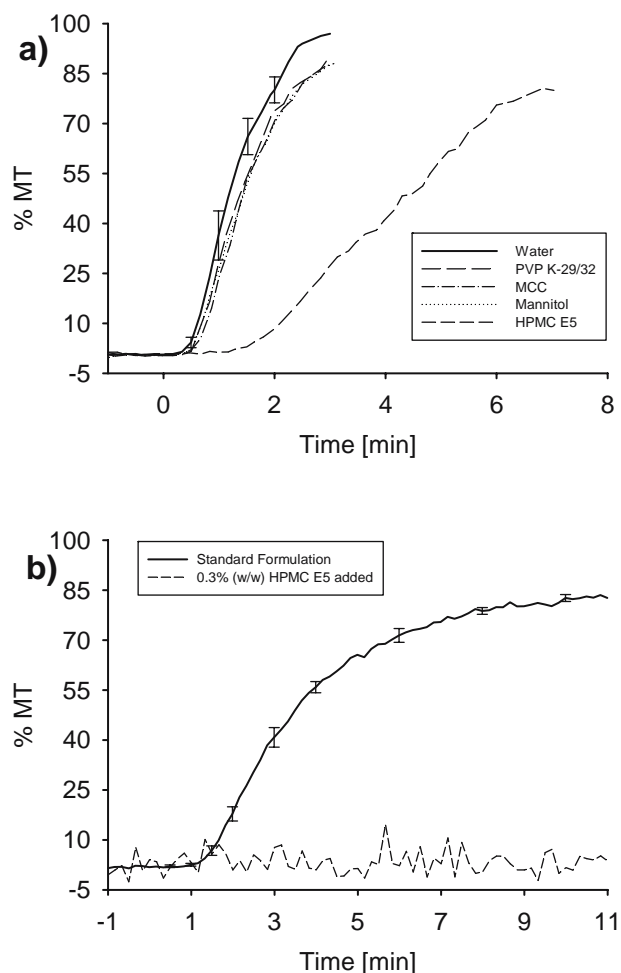 a)
100
85
70
55
40
25
10
-5
% MT
Water
PVP K-29/32
MCC
Mannitol
HPMC E5
0 2 4 6 8
Time [min]
b)
100
85
70
55
40
25
10
-5
% MT
Standard Formulation
0.3% (w/w) HPMC E5 added
-1 1 3 5 7 9 11
Time [min]